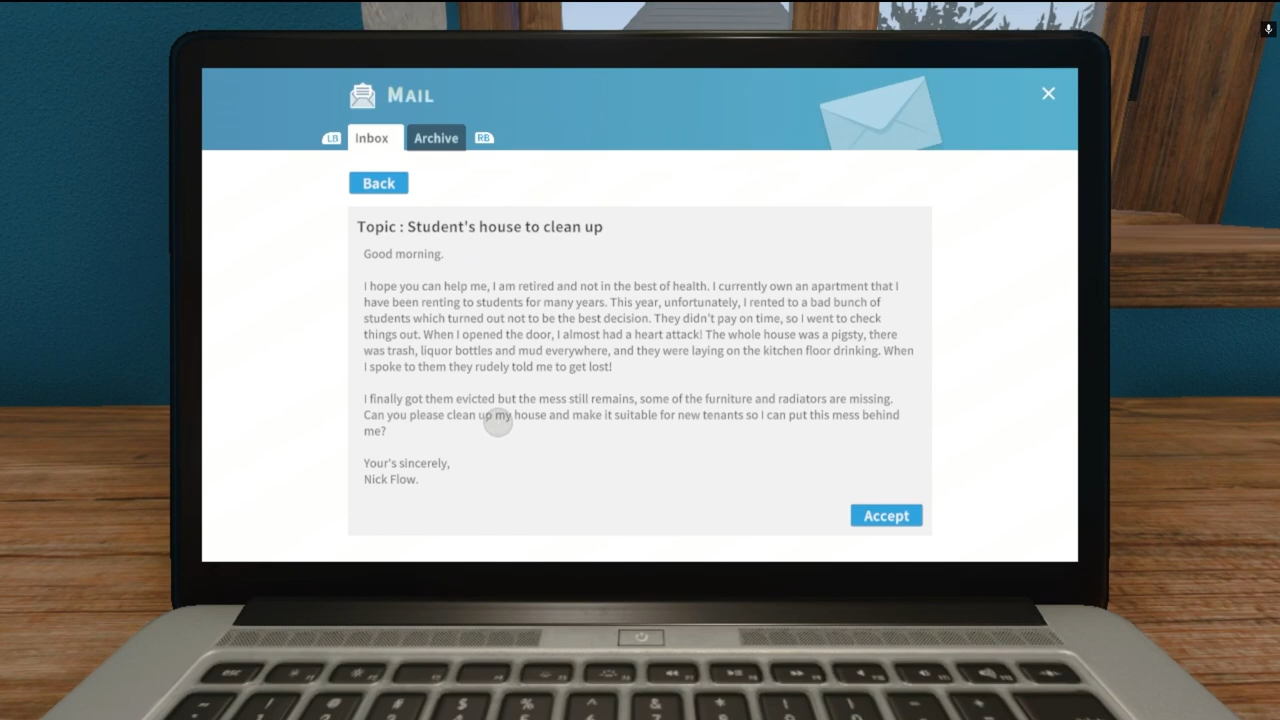 MAIL
LB Inbox Archive RB
Back
Topic : Student's house to clean up
Good morning.
I hope you can help me, I am retired and not in the best of health. I currently own an apartment that I
have been renting to students for many years. This year, unfortunately, I rented to a bad bunch of
students which turned out not to be the best decision. They didn't pay on time, so I went to check
things out. When I opened the door, I almost had a heart attack! The whole house was a pigsty, there
was trash, liquor bottles and mud everywhere, and they were laying on the kitchen floor drinking. When
I spoke to them they rudely told me to get lost!
I finally got them evicted but the mess still remains, some of the furniture and radiators are missing.
Can you please clean up my house and make it suitable for new tenants so I can put this mess behind
me?
Your's sincerely,
Nick Flow.
Accept
esc
~ ! @ # $ % ^ & *